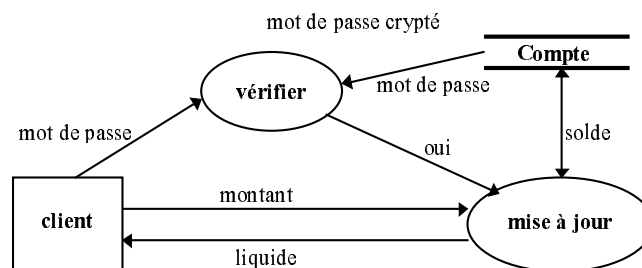 mot de passe crypté
Compte
mot de passe
vérifier
mot de passe
oui
solde
client
montant
mise à jour
liquide